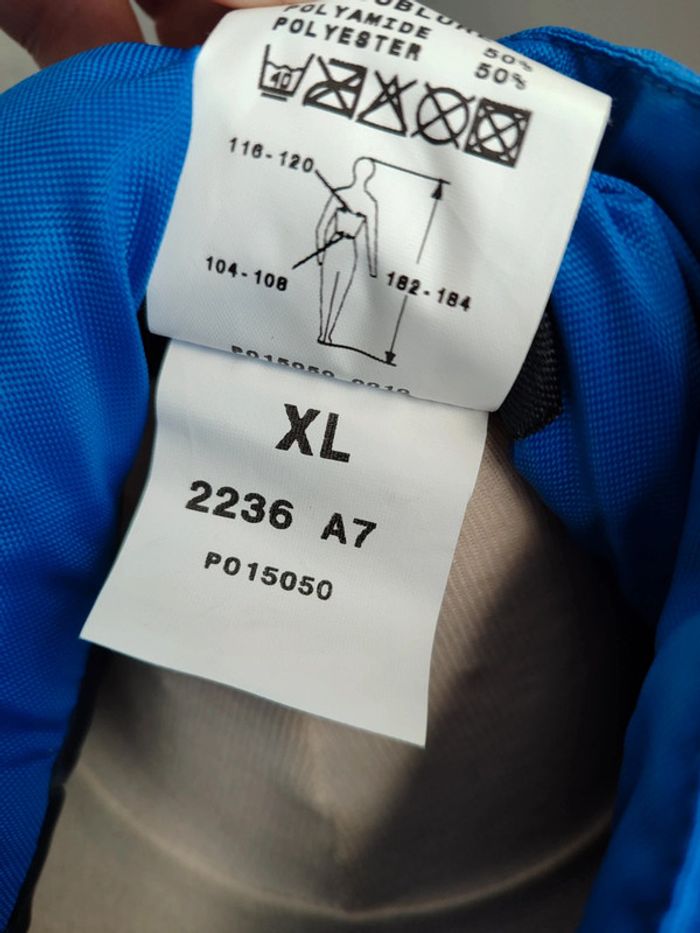 POLYAMIDE 50%
POLYESTER 50%
40
116-120
104-108
182-184
XL
2236 A7
PO15050